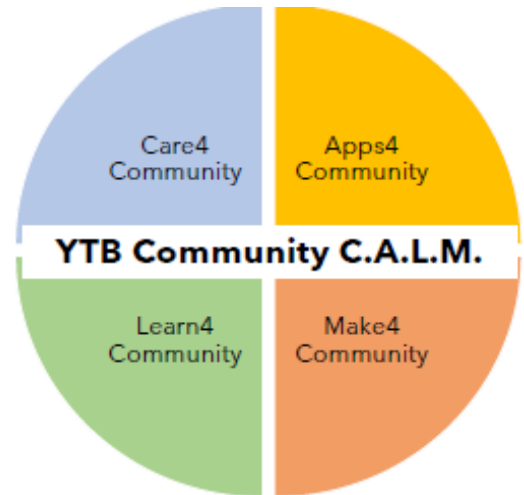 Care4
Community
Apps4
Community
YTB Community C.A.L.M.
Learn4
Community
Make4
Community